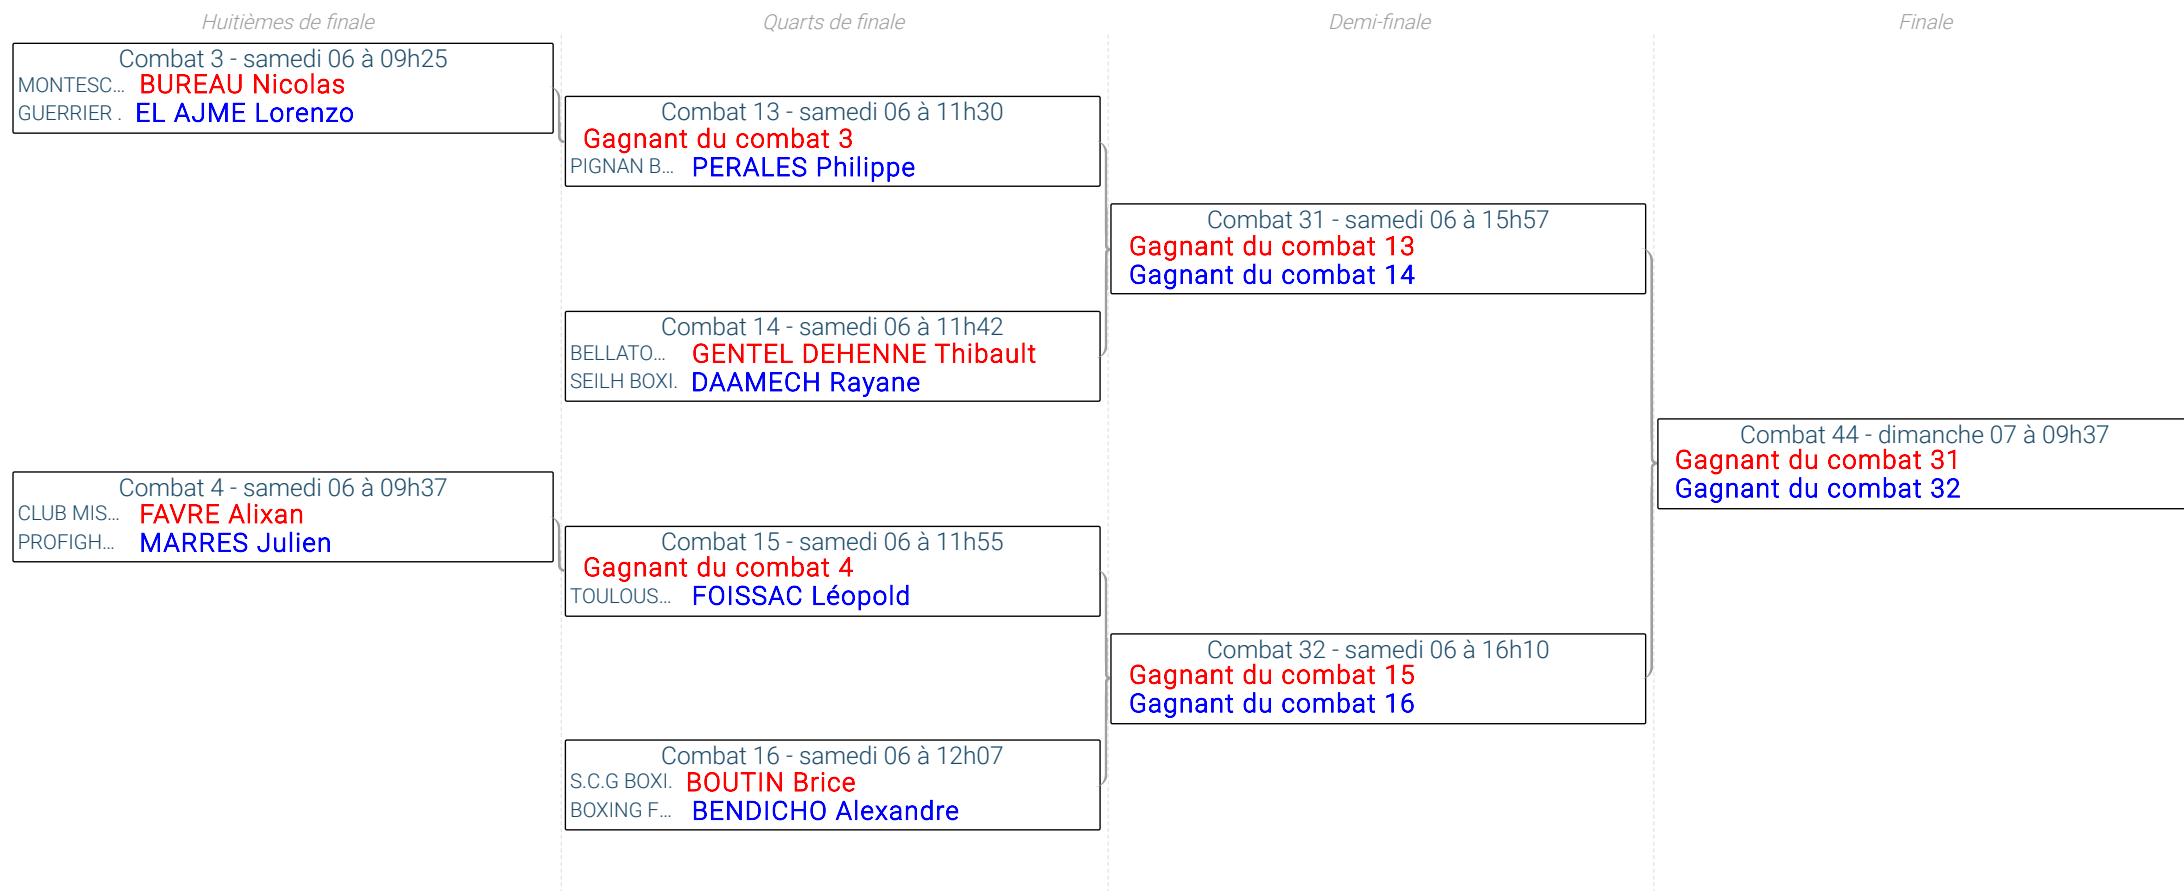 Huitièmes de finale
Quarts de finale
Demi-finale
Finale
Combat 3 - samedi 06 à 09h25
MONTESC... BUREAU Nicolas
GUERRIER . EL AJME Lorenzo
Combat 4 - samedi 06 à 09h37
CLUB MIS... FAVRE Alixan
PROFIGH... MARRES Julien
Combat 13 - samedi 06 à 11h30
Gagnant du combat 3
PIGNAN B... PERALES Philippe
Combat 14 - samedi 06 à 11h42
BELLATO... GENTEL DEHENNE Thibault
SEILH BOXI. DAAMECH Rayane
Combat 15 - samedi 06 à 11h55
Gagnant du combat 4
TOULOUS... FOISSAC Léopold
Combat 16 - samedi 06 à 12h07
S.C.G BOXI. BOUTIN Brice
BOXING F... BENDICHO Alexandre
Combat 31 - samedi 06 à 15h57
Gagnant du combat 13
Gagnant du combat 14
Combat 32 - samedi 06 à 16h10
Gagnant du combat 15
Gagnant du combat 16
Combat 44 - dimanche 07 à 09h37
Gagnant du combat 31
Gagnant du combat 32